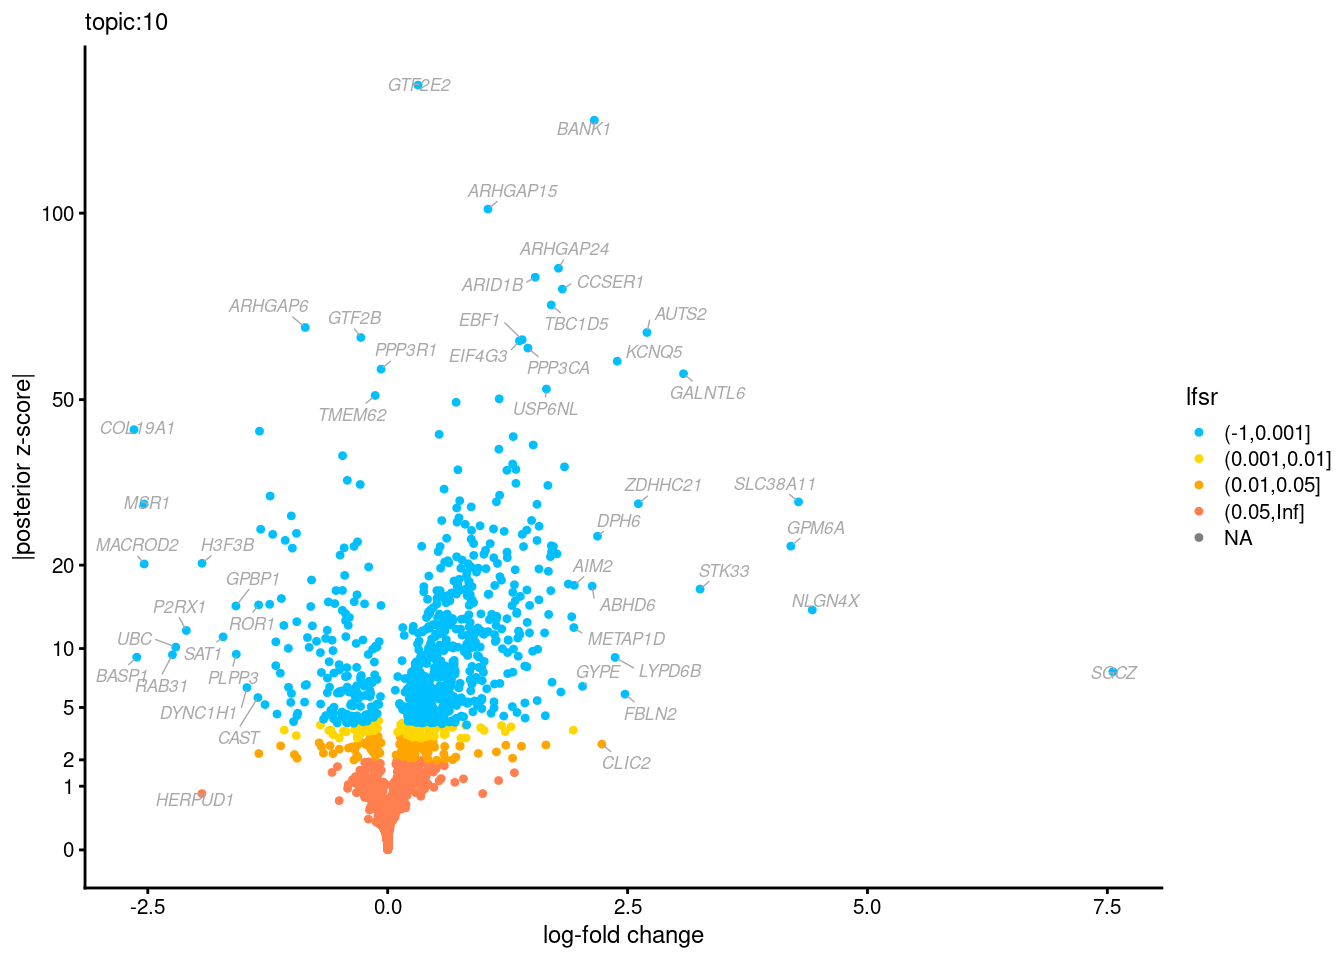 topic:10
GTF2E2
BANK1
ARHGAP15
100
ARHGAP24
ARID1B
CCSER1
ARHGAP6
GTF2B
EBF1
TBC1D5
AUTS2
PPP3R1
EIF4G3
PPP3CA
KCNQ5
GALNTL6
50
TMEM62
USP6NL
COL19A1
MSR1
ZDHHC21
SLC38A11
DPH6
GPM6A
MACROD2
H3F3B
20
GPBP1
AIM2
STK33
P2RX1
ROR1
ABHD6
NLGN4X
UBC
SAT1
METAP1D
10
BASP1
RAB31
PLPP3
GYPE
LYPD6B
SGCZ
5
DYNC1H1
FBLN2
CAST
2
CLIC2
1
HERPUD1
0
-2.5
0.0
2.5
5.0
7.5
log-fold change
|posterior z-score|
lfsr
(-1,0.001]
(0.001,0.01]
(0.01,0.05]
(0.05,Inf]
NA